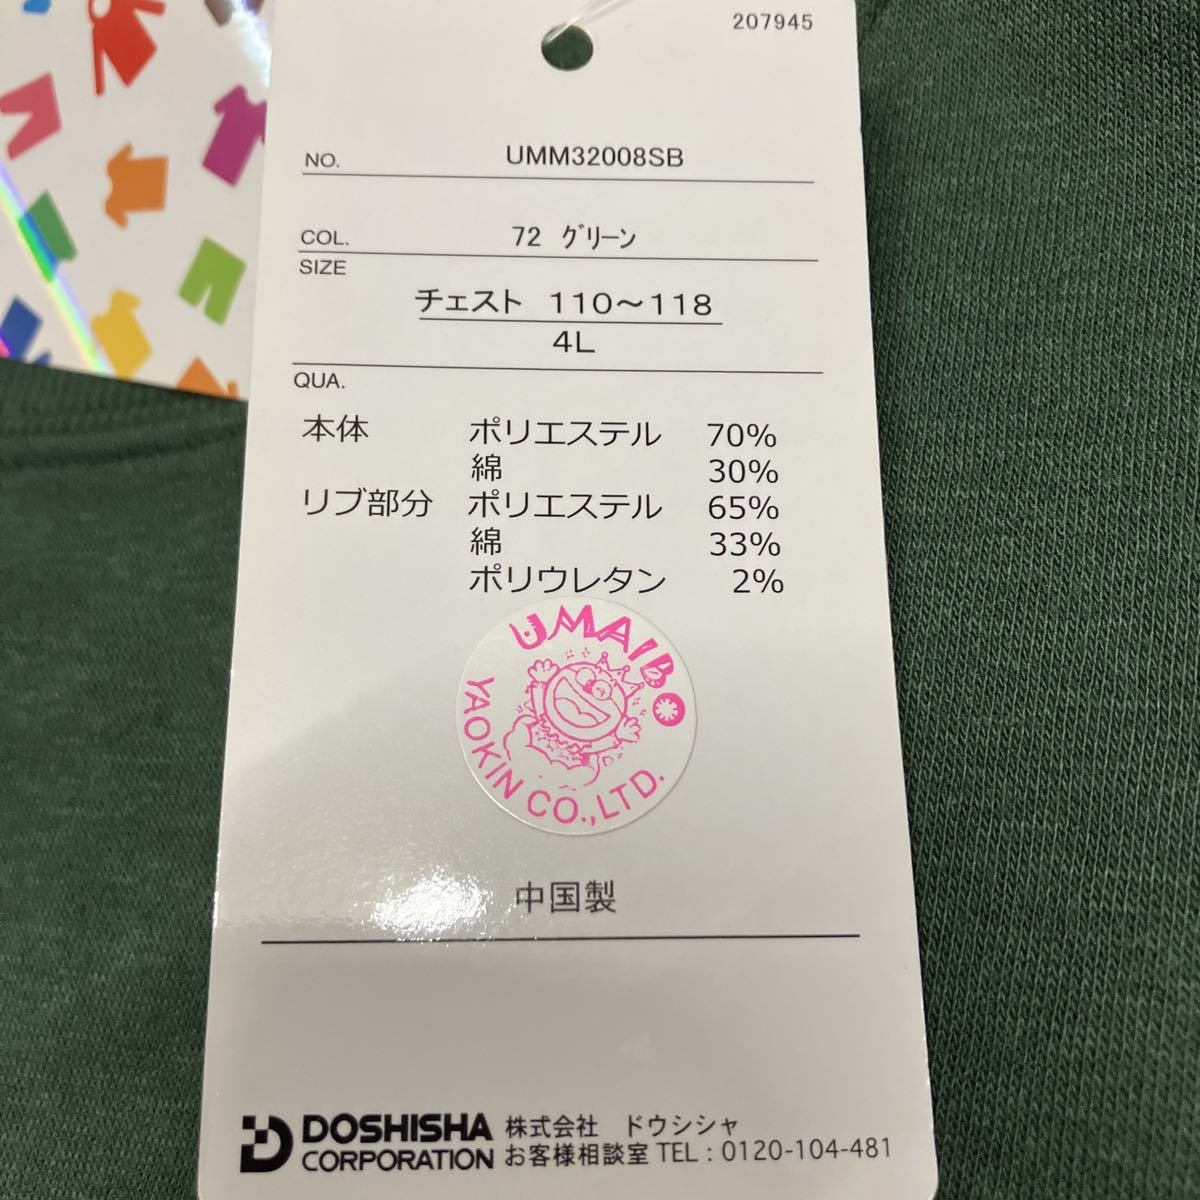 207945
NO. UMM32008SB
COL. 72 ｸﾞﾘｰﾝ
SIZE
チェスト 110～118
4L
QUA.
本体 ポリエステル 70%
綿 30%
リブ部分 ポリエステル 65%
綿 33%
ポリウレタン 2%
UMAIBO
YAOKIN CO.,LTD.
中国製
DOSHISHA 株式会社 ドウシシャ
CORPORATION お客様相談室 TEL : 0120-104-481